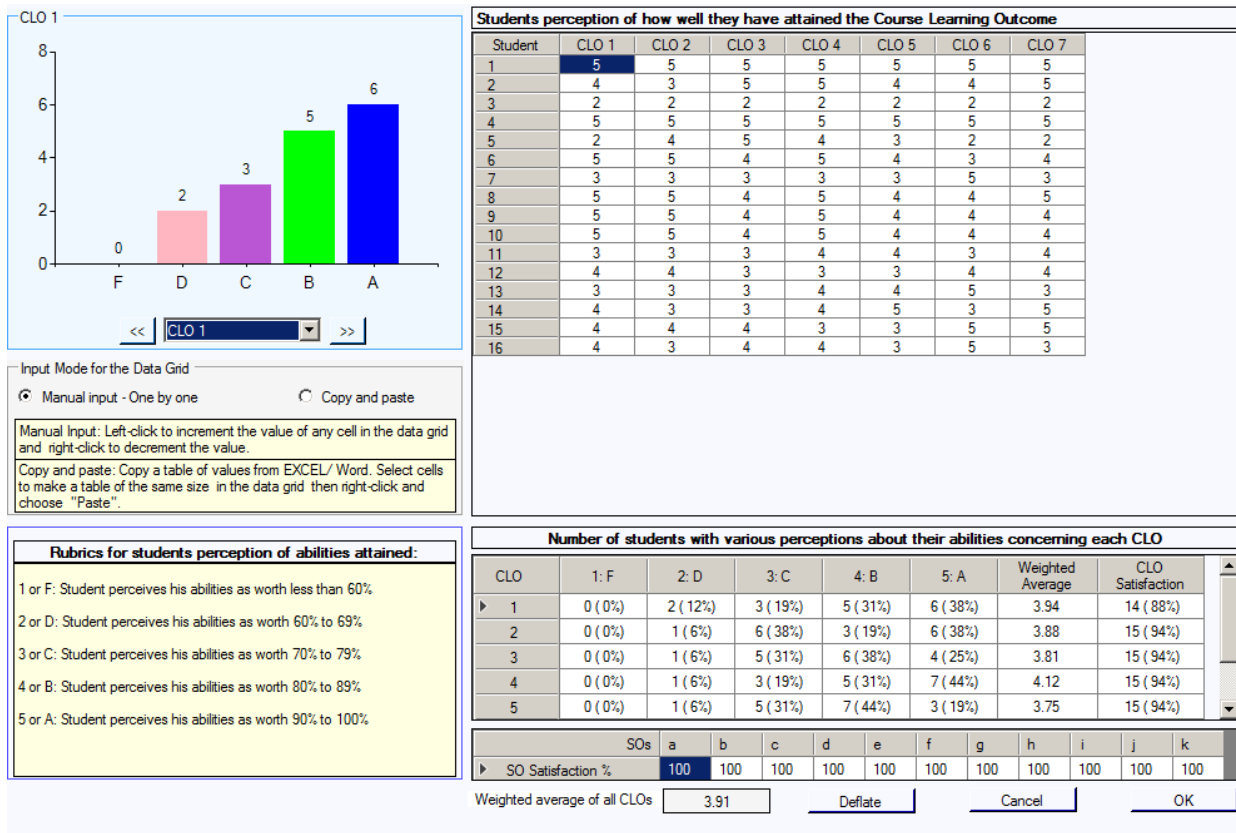 CLO 1
8
6
4
2
0
0
2
3
5
6
F D C B A
<< CLO 1 >>
Input Mode for the Data Grid
Manual input - One by one Copy and paste
Manual Input: Left-click to increment the value of any cell in the data grid
and right-click to decrement the value.
Copy and paste: Copy a table of values from EXCEL/ Word. Select cells
to make a table of the same size in the data grid then right-click and
choose "Paste".
Rubrics for students perception of abilities attained:
1 or F: Student perceives his abilities as worth less than 60%
2 or D: Student perceives his abilities as worth 60% to 69%
3 or C: Student perceives his abilities as worth 70% to 79%
4 or B: Student perceives his abilities as worth 80% to 89%
5 or A: Student perceives his abilities as worth 90% to 100%
Students perception of how well they have attained the Course Learning Outcome
Student CLO 1 CLO 2 CLO 3 CLO 4 CLO 5 CLO 6 CLO 7
1 5 5 5 5 5 5 5
2 4 3 5 5 4 4 5
3 2 2 2 2 2 2 2
4 5 5 5 5 5 5 5
5 2 4 5 4 3 2 2
6 5 5 4 5 4 3 4
7 3 3 3 3 3 5 3
8 5 5 4 5 4 4 5
9 5 5 4 5 4 4 4
10 5 5 4 5 4 4 4
11 3 3 3 4 4 3 4
12 4 4 3 3 3 4 4
13 3 3 3 4 4 5 3
14 4 3 3 4 5 3 5
15 4 4 4 3 3 5 5
16 4 3 4 4 3 5 3
Number of students with various perceptions about their abilities concerning each CLO
CLO 1: F 2: D 3: C 4: B 5: A Weighted Average CLO Satisfaction
1 0 ( 0%) 2 ( 12%) 3 ( 19%) 5 ( 31%) 6 ( 38%) 3.94 14 ( 88%)
2 0 ( 0%) 1 ( 6%) 6 ( 38%) 3 ( 19%) 6 ( 38%) 3.88 15 ( 94%)
3 0 ( 0%) 1 ( 6%) 5 ( 31%) 6 ( 38%) 4 ( 25%) 3.81 15 ( 94%)
4 0 ( 0%) 1 ( 6%) 3 ( 19%) 5 ( 31%) 7 ( 44%) 4.12 15 ( 94%)
5 0 ( 0%) 1 ( 6%) 5 ( 31%) 7 ( 44%) 3 ( 19%) 3.75 15 ( 94%)
SOs a b c d e f g h i j k
SO Satisfaction % 100 100 100 100 100 100 100 100 100 100 100
Weighted average of all CLOs 3.91 Deflate Cancel OK